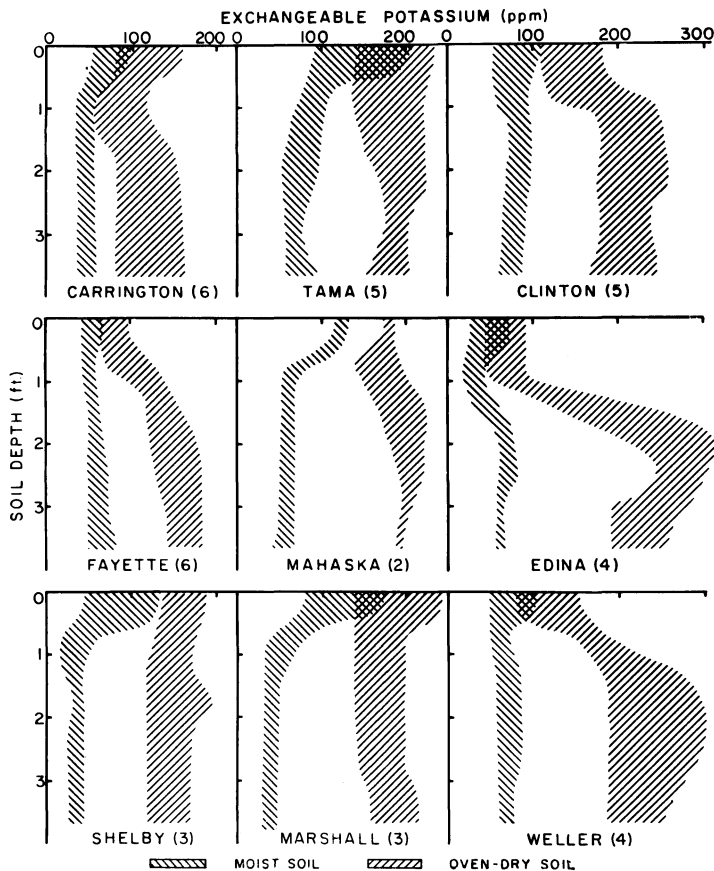 EXCHANGEABLE POTASSIUM (ppm)
0 100 200 0 100 200 0 100 200 300
0
1
2
3
CARRINGTON (6) TAMA (5) CLINTON (5)
SOIL DEPTH (ft.)
0
1
2
3
FAYETTE (6) MAHASKA (2) EDINA (4)
0
1
2
3
SHELBY (3) MARSHALL (3) WELLER (4)
MOIST SOIL OVEN-DRY SOIL